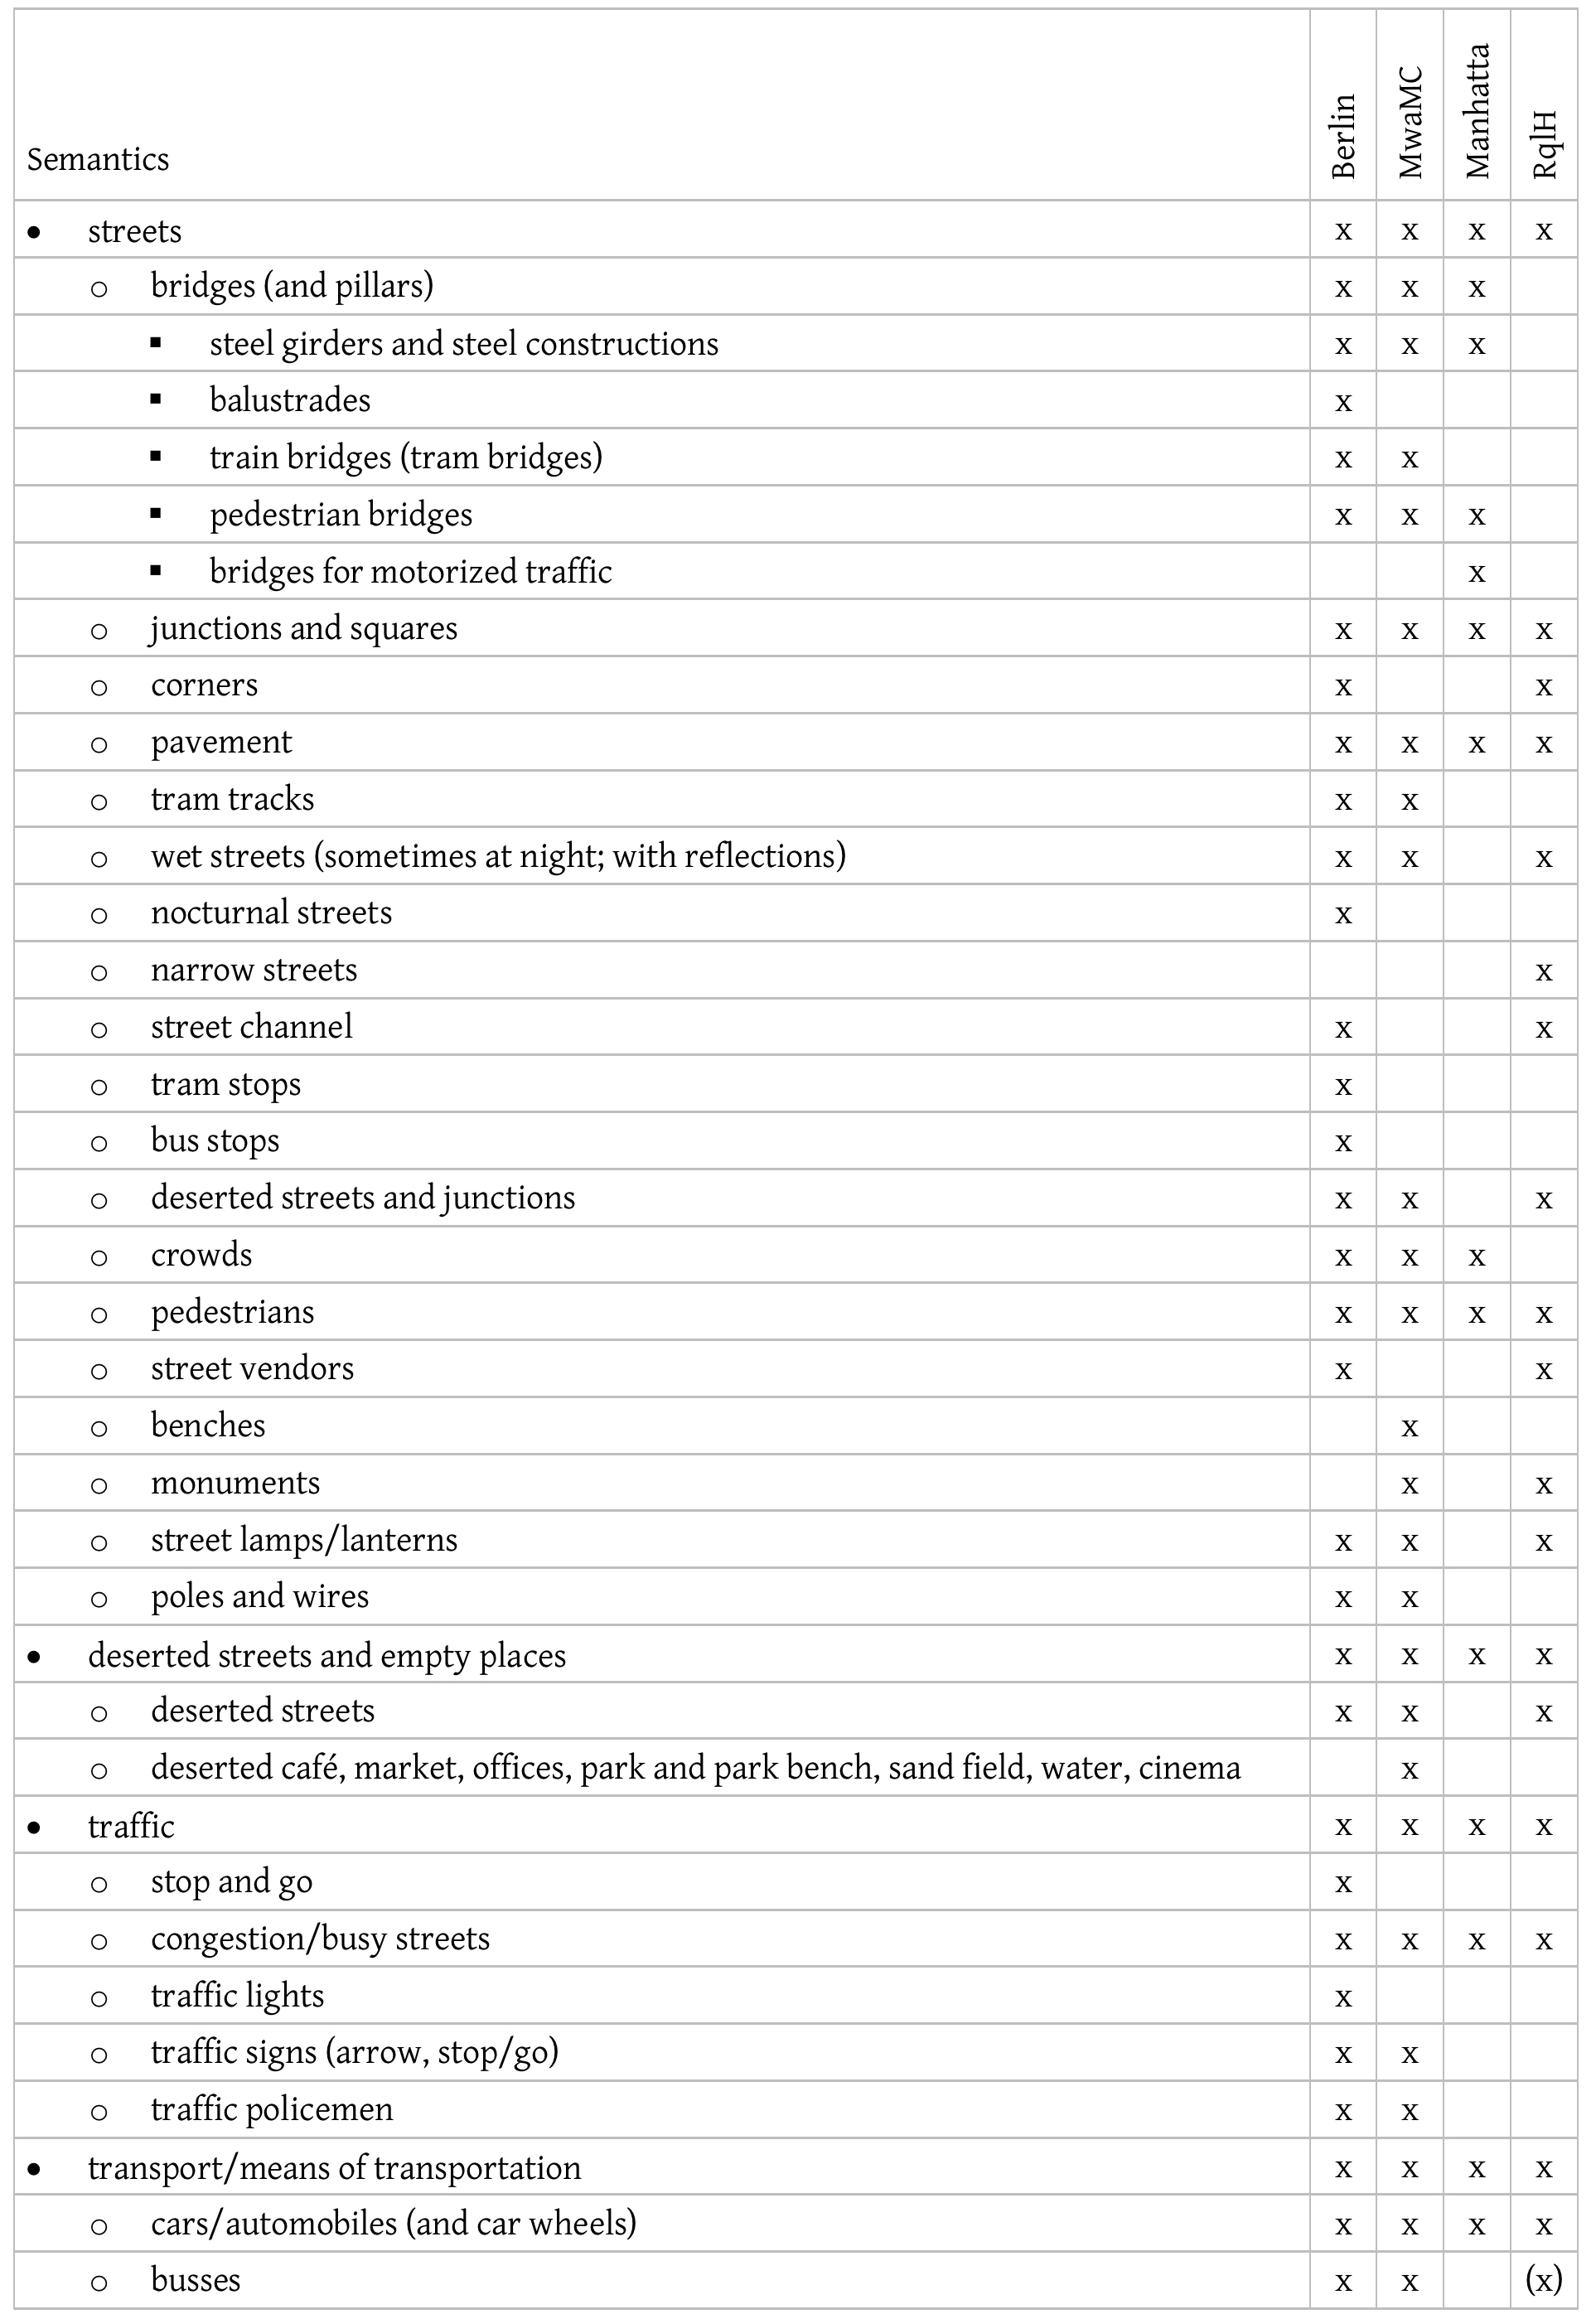 Semantics Berlin MwaMC Manhatta RqlH
• streets x x x x
o bridges (and pillars) x x x
▪ steel girders and steel constructions x x x
▪ balustrades x
▪ train bridges (tram bridges) x x
▪ pedestrian bridges x x x
▪ bridges for motorized traffic x
o junctions and squares x x x x
o corners x x
o pavement x x x x
o tram tracks x x
o wet streets (sometimes at night; with reflections) x x x
o nocturnal streets x
o narrow streets x
o street channel x x
o tram stops x
o bus stops x
o deserted streets and junctions x x x
o crowds x x x
o pedestrians x x x x
o street vendors x x
o benches x
o monuments x x
o street lamps/lanterns x x x
o poles and wires x x
• deserted streets and empty places x x x x
o deserted streets x x x
o deserted café, market, offices, park and park bench, sand field, water, cinema x
• traffic x x x x
o stop and go x
o congestion/busy streets x x x x
o traffic lights x
o traffic signs (arrow, stop/go) x x
o traffic policemen x x
• transport/means of transportation x x x x
o cars/automobiles (and car wheels) x x x x
o busses x x (x)